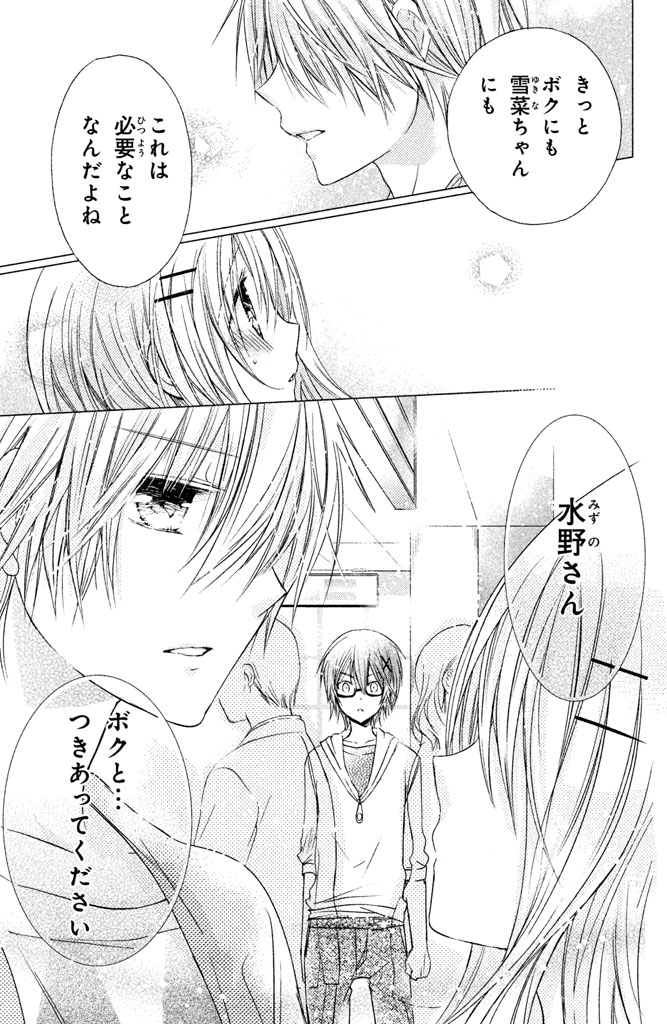 きっと
ボクにも
雪菜ちゃん
にも
これは
必要なこと
なんだよね
水野さん
ボクと…
つきあってください